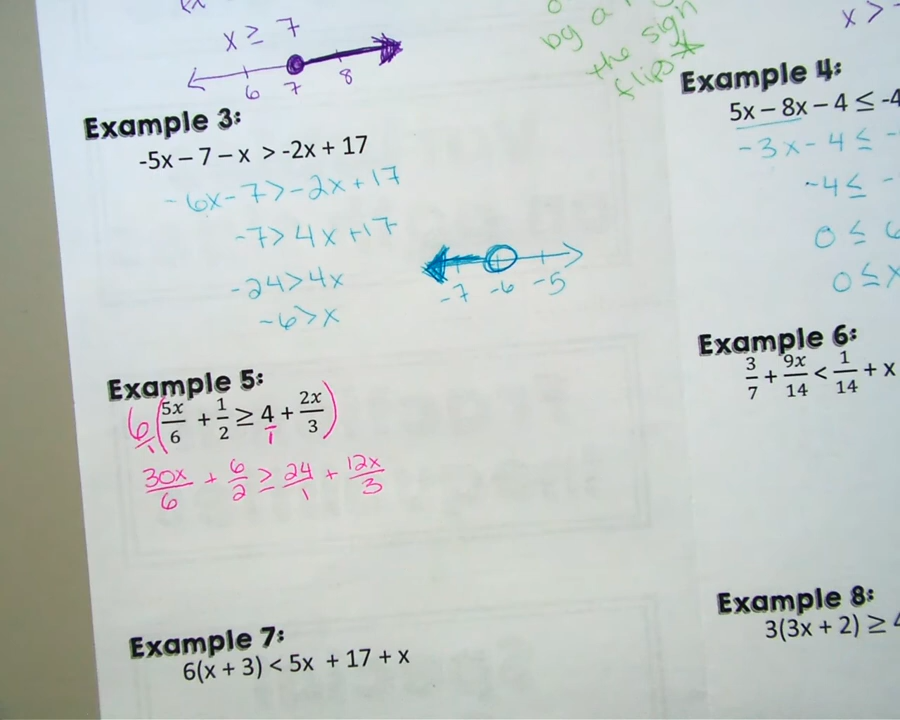 x ≥ 7
6 7 8
by a
the sign
flips
x >
Example 3:
-5x – 7 – x > -2x + 17
-6x-7>-2x+17
-7>4x+17
-24>4x
-6>x
-7 -6 -5
Example 4:
5x – 8x – 4 ≤ -4
-3x-4≤ -
-4≤ -
0 ≤ 6
0≤x
Example 5:
6/1(5x/6 + 1/2 ≥ 4/1 + 2x/3)
30x/6 + 6/2 ≥ 24/1 + 12x/3
Example 6:
3/7 + 9x/14 < 1/14 + x
Example 7:
6(x + 3) < 5x + 17 + x
Example 8:
3(3x + 2) ≥ 4